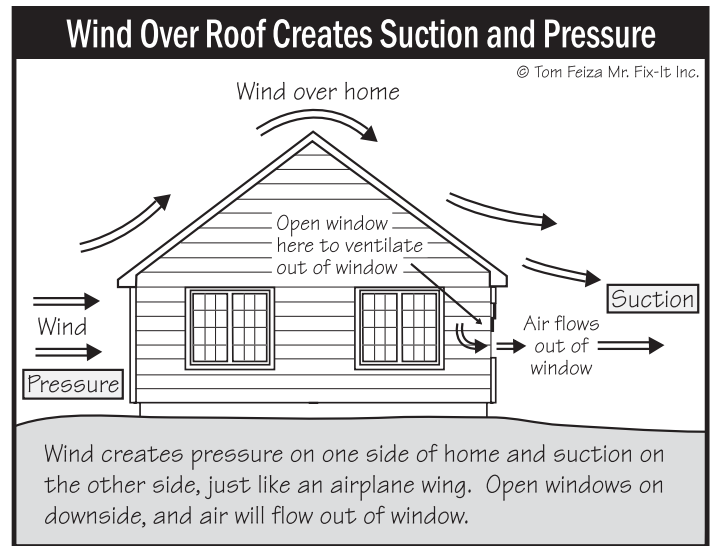 Wind Over Roof Creates Suction and Pressure
© Tom Feiza Mr. Fix-It Inc.
Wind over home
Open window
here to ventilate
out of window
Suction
Wind
Air flows
out of
window
Pressure
Wind creates pressure on one side of home and suction on
the other side, just like an airplane wing. Open windows on
downside, and air will flow out of window.